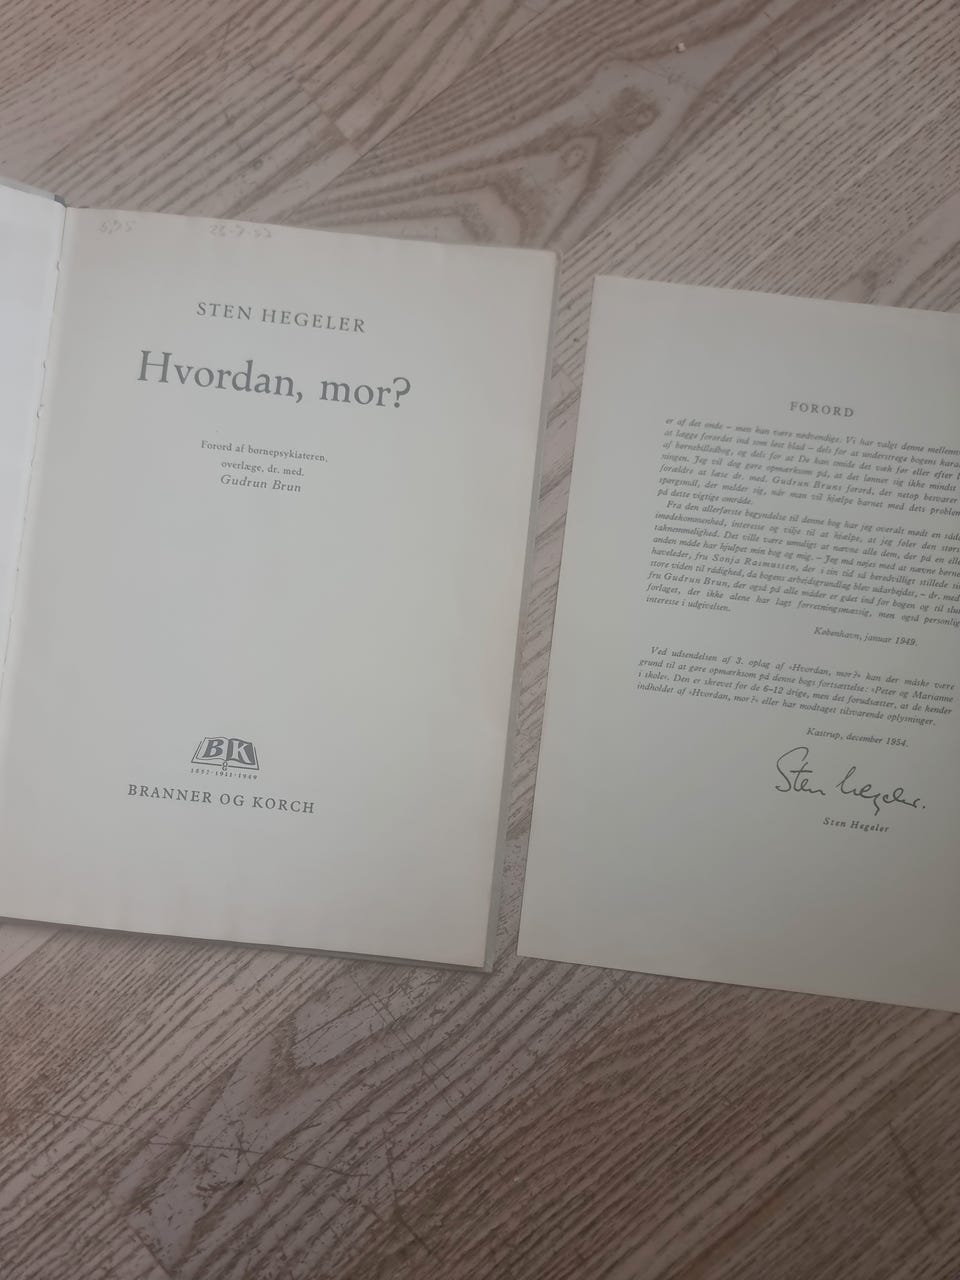 STEN HEGELER
Hvordan, mor?
Forord af børnepsykiateren,
overlæge, dr. med.
Gudrun Brun
BK
&
1857·1911·1949
BRANNER OG KORCH
FORORD
er af det onde – men kan være nødvendige. Vi har valgt denne mellemv
at lægge forordet ind som løst blad – dels for at understrege bogens kara
af børnebilledbog, og dels for at De kan smide det væk før eller efter l
ningen. Jeg vil dog gøre opmærksom på, at det lønner sig ikke mindst
forældre at læse dr. med. Gudrun Bruns forord, der netop besvarer
spørgsmål, der melder sig, når man vil hjælpe barnet med dets problem
på dette vigtige område.
Fra den allerførste begyndelse til denne bog har jeg overalt mødt en såda
imødekommenhed, interesse og vilje til at hjælpe, at jeg føler den størs
taknemmelighed. Det ville være umuligt at nævne alle dem, der på en elle
anden måde har hjulpet min bog og mig. – Jeg må nøjes med at nævne børne
haveleder, fru Sonja Rasmussen, der i sin tid så beredvilligt stillede sin
store viden til rådighed, da bogens arbejdsgrundlag blev udarbejdet, – dr. med.
fru Gudrun Brun, der også på alle måder er gået ind for bogen og til slut
forlaget, der ikke alene har lagt forretningsmæssig, men også personlig
interesse i udgivelsen.
København, januar 1949.
Ved udsendelsen af 3. oplag af »Hvordan, mor?« kan der måske være
grund til at gøre opmærksom på denne bogs fortsættelse: »Peter og Marianne
i skole«. Den er skrevet for de 6–12 årige, men det forudsætter, at de kender
indholdet af »Hvordan, mor?« eller har modtaget tilsvarende oplysninger.
Kastrup, december 1954.
Sten Hegeler.
Sten Hegeler